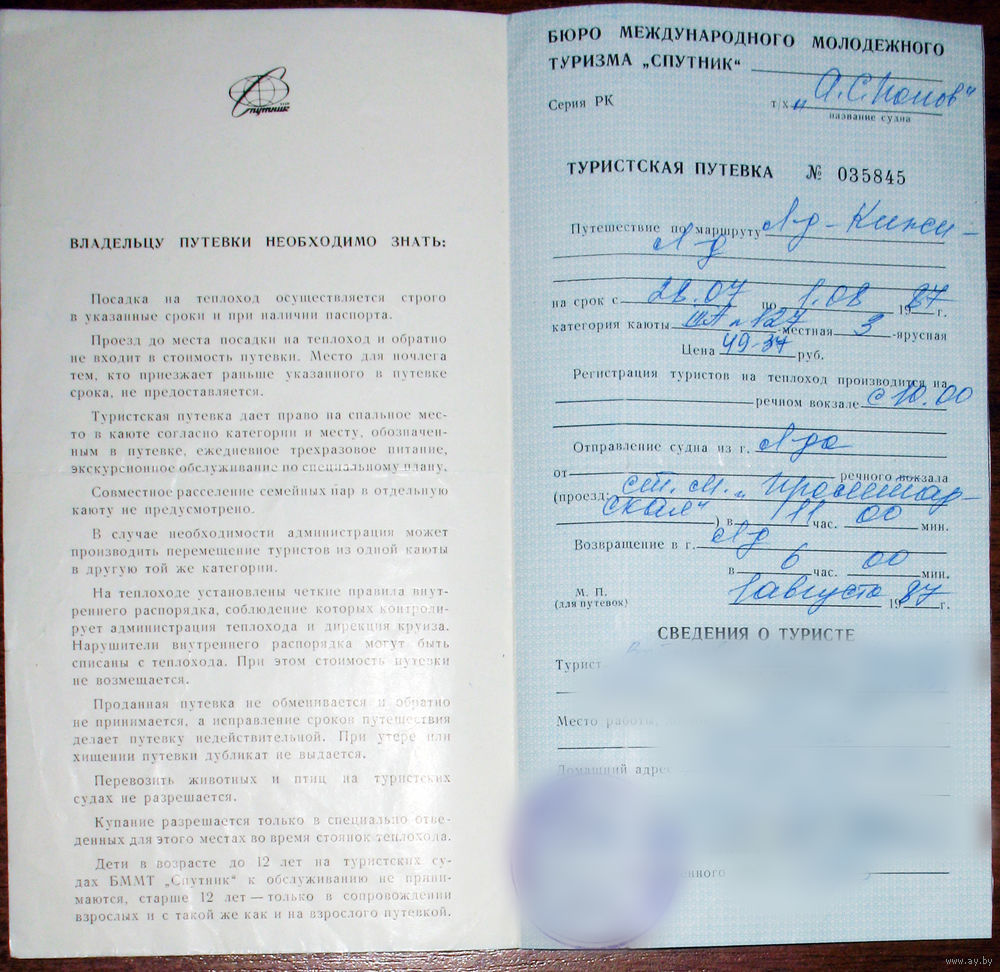 Спутник
ВЛАДЕЛЬЦУ ПУТЕВКИ НЕОБХОДИМО ЗНАТЬ:
Посадка на теплоход осуществляется строго
в указанные сроки и при наличии паспорта.
Проезд до места посадки на теплоход и обратно
не входит в стоимость путевки. Место для ночлега
тем, кто приезжает раньше указанного в путевке
срока, не предоставляется.
Туристская путевка дает право на спальное мес-
то в каюте согласно категории и месту, обозначен-
ным в путевке, ежедневное трехразовое питание,
экскурсионное обслуживание по специальному плану.
Совместное расселение семейных пар в отдельную
каюту не предусмотрено.
В случае необходимости администрация может
производить перемещение туристов из одной каюты
в другую той же категории.
На теплоходе установлены четкие правила внут-
реннего распорядка, соблюдение которых контроли-
рует администрация теплохода и дирекция круиза.
Нарушители внутреннего распорядка могут быть
списаны с теплохода. При этом стоимость путевки
не возмещается.
Проданная путевка не обменивается и обратно
не принимается, а исправление сроков путешествия
делает путевку недействительной. При утере или
хищении путевки дубликат не выдается.
Перевозить животных и птиц на туристских
судах не разрешается.
Купание разрешается только в специально отве-
денных для этого местах во время стоянок теплохода.
Дети в возрасте до 12 лет на туристских су-
дах БММТ „Спутник“ к обслуживанию не прини-
маются, старше 12 лет — только в сопровождении
взрослых и с такой же как и на взрослого путевкой.
БЮРО МЕЖДУНАРОДНОГО МОЛОДЕЖНОГО
ТУРИЗМА „СПУТНИК“
Серия РК т/х „А.С.Попов“
название судна
ТУРИСТСКАЯ ПУТЕВКА № 035845
Путешествие по маршруту Л-д - Кижи -
Л-д
на срок с 28.07 по 1.08 1987 г.
категория каюты 127 -местная 3 -ярусная
Цена 49-37 руб.
Регистрация туристов на теплоход производится на
речном вокзале с 10.00
Отправление судна из г. Л-да
от речного вокзала
(проезд: ст. м. „Пролетар-
ская“) в 11 час. 00 мин.
Возвращение в г. Л-д
в 6 час. 00 мин.
М. П. 1 августа 1987 г.
(для путевок)
СВЕДЕНИЯ О ТУРИСТЕ
Турист
Место работы,
Домашний адрес
www.ay.by